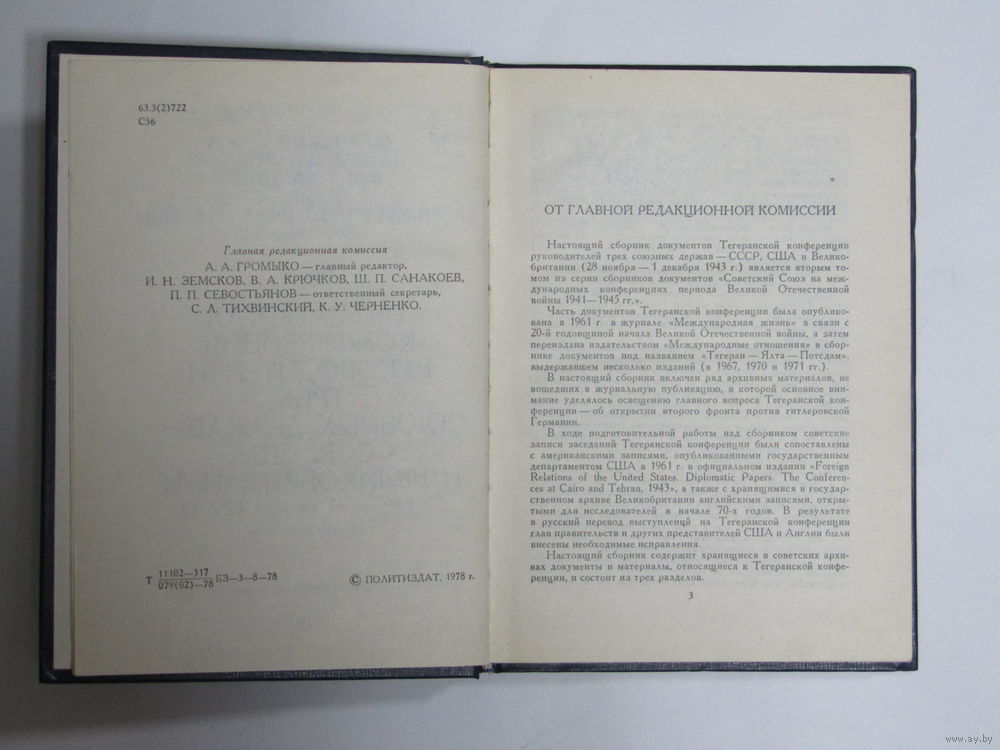 63.3(2)722
С56
Главная редакционная комиссия
А. А. ГРОМЫКО — главный редактор,
И. Н. ЗЕМСКОВ, В. А. КРЮЧКОВ, Ш. П. САНАКОЕВ,
П. П. СЕВОСТЬЯНОВ — ответственный секретарь,
С. Л. ТИХВИНСКИЙ, К. У. ЧЕРНЕНКО.
Т 11102—317
079(02)—78 БЗ—3—8—78
© ПОЛИТИЗДАТ, 1978 г.
ОТ ГЛАВНОЙ РЕДАКЦИОННОЙ КОМИССИИ
Настоящий сборник документов Тегеранской конференции
руководителей трех союзных держав — СССР, США и Велико-
британии (28 ноября — 1 декабря 1943 г.) является вторым то-
мом из серии сборников документов «Советский Союз на меж-
дународных конференциях периода Великой Отечественной
войны 1941—1945 гг.».
Часть документов Тегеранской конференции была опублико-
вана в 1961 г. в журнале «Международная жизнь» в связи с
20-й годовщиной начала Великой Отечественной войны, а затем
переиздана издательством «Международные отношения» в сбор-
нике документов под названием «Тегеран — Ялта — Потсдам»,
выдержавшем несколько изданий (в 1967, 1970 и 1971 гг.).
В настоящий сборник включен ряд архивных материалов, не
вошедших в журнальную публикацию, в которой основное вни-
мание уделялось освещению главного вопроса Тегеранской кон-
ференции — об открытии второго фронта против гитлеровской
Германии.
В ходе подготовительной работы над сборником советские
записи заседаний Тегеранской конференции были сопоставлены
с американскими записями, опубликованными государственным
департаментом США в 1961 г. в официальном издании «Foreign
Relations of the United States. Diplomatic Papers. The Conferen-
ces at Cairo and Tehran, 1943», а также с хранящимися в государ-
ственном архиве Великобритании английскими записями, откры-
тыми для исследователей в начале 70-х годов. В результате
в русский перевод выступлений на Тегеранской конференции
глав правительств и других представителей США и Англии были
внесены необходимые исправления.
Настоящий сборник содержит хранящиеся в советских архи-
вах документы и материалы, относящиеся к Тегеранской конфе-
ренции, и состоит из трех разделов.
3
www.ay.by